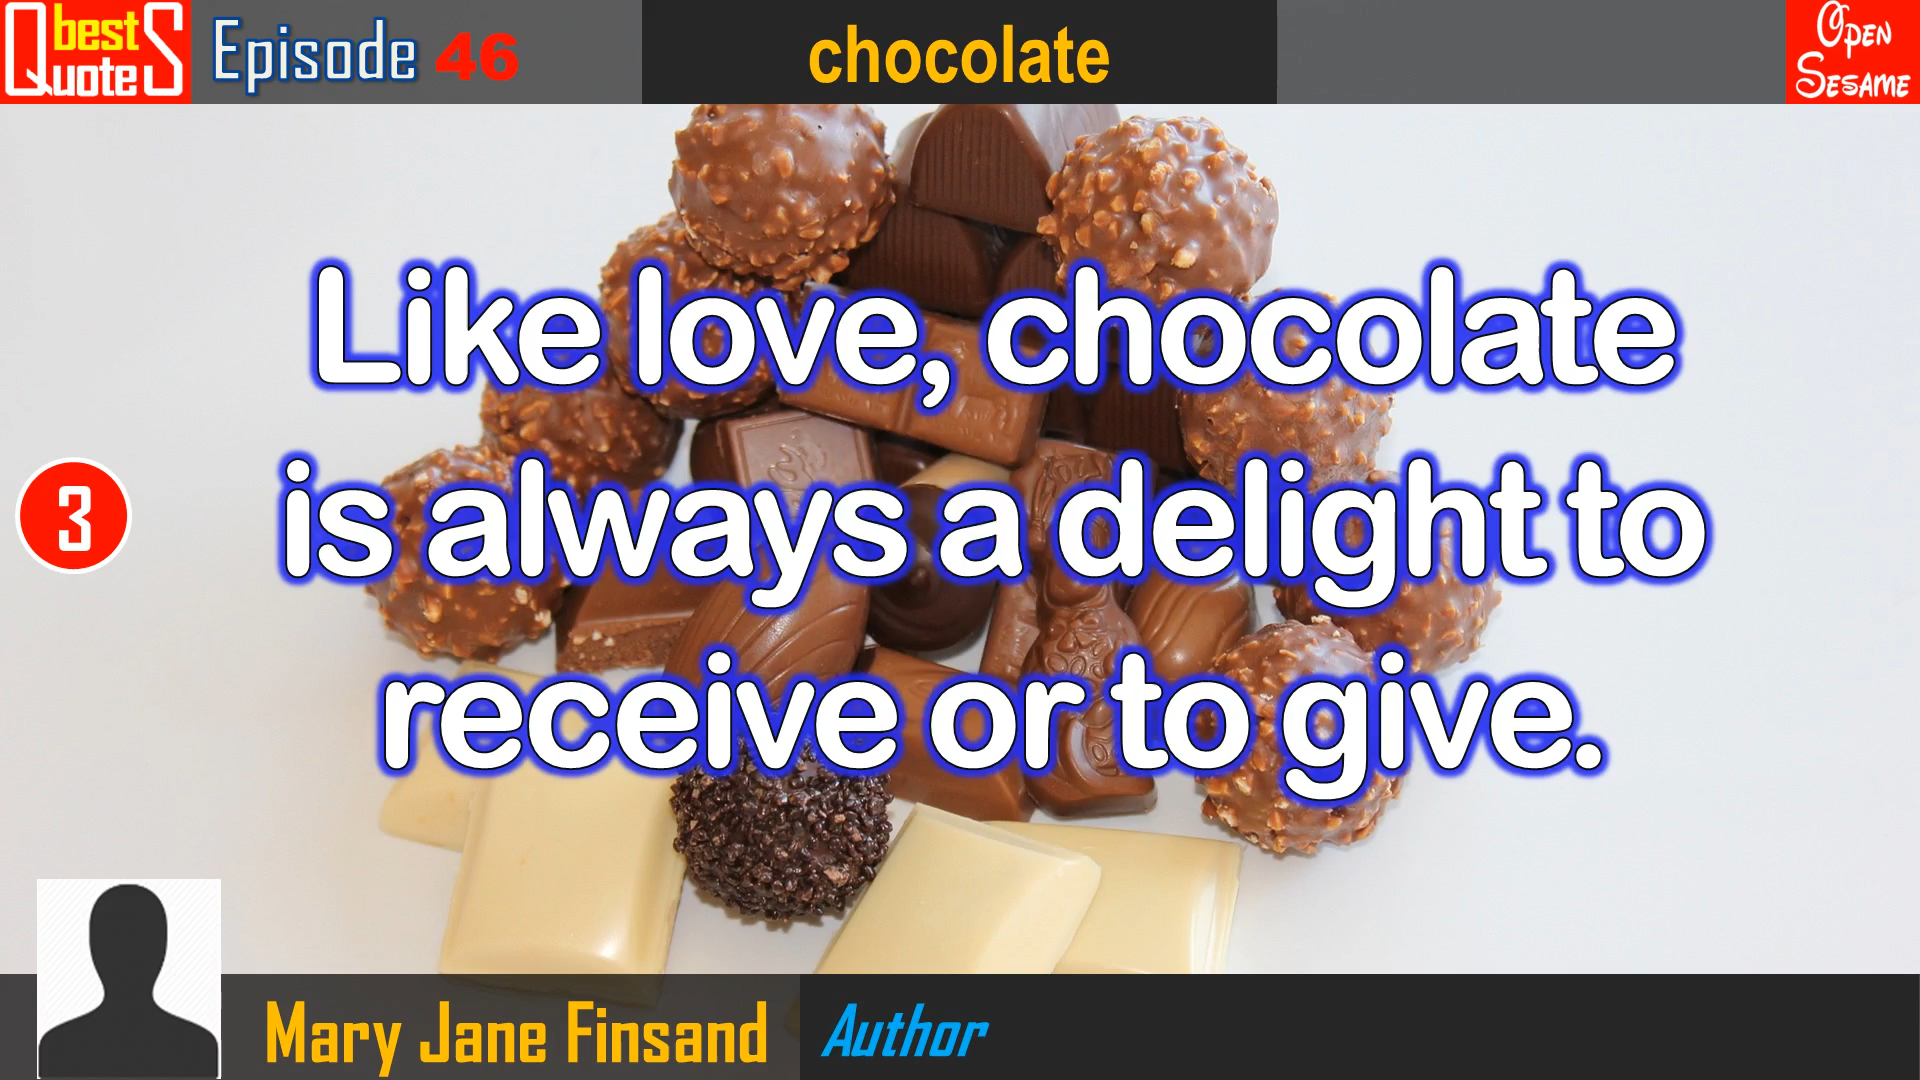 best
QuoteS
Episode 46
chocolate
Open
Sesame
Like love, chocolate
is always a delight to
receive or to give.
3
Mary Jane Finsand
Author